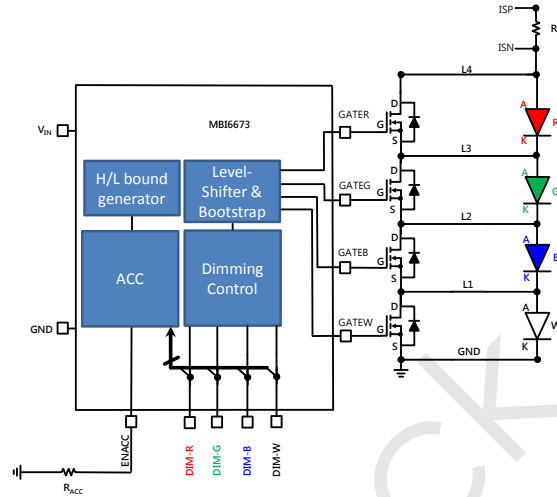 ISP
R
ISN
L4
MBI6673
GATER
D
G
S
A
K
R
VIN
L3
H/L bound generator
Level-Shifter & Bootstrap
GATEG
D
G
S
A
K
G
L2
ACC
Dimming Control
GATEB
D
G
S
A
K
B
L1
GND
GATEW
D
G
S
A
K
W
GND
ENACC
DIM-R
DIM-G
DIM-B
DIM-W
RACC
CK